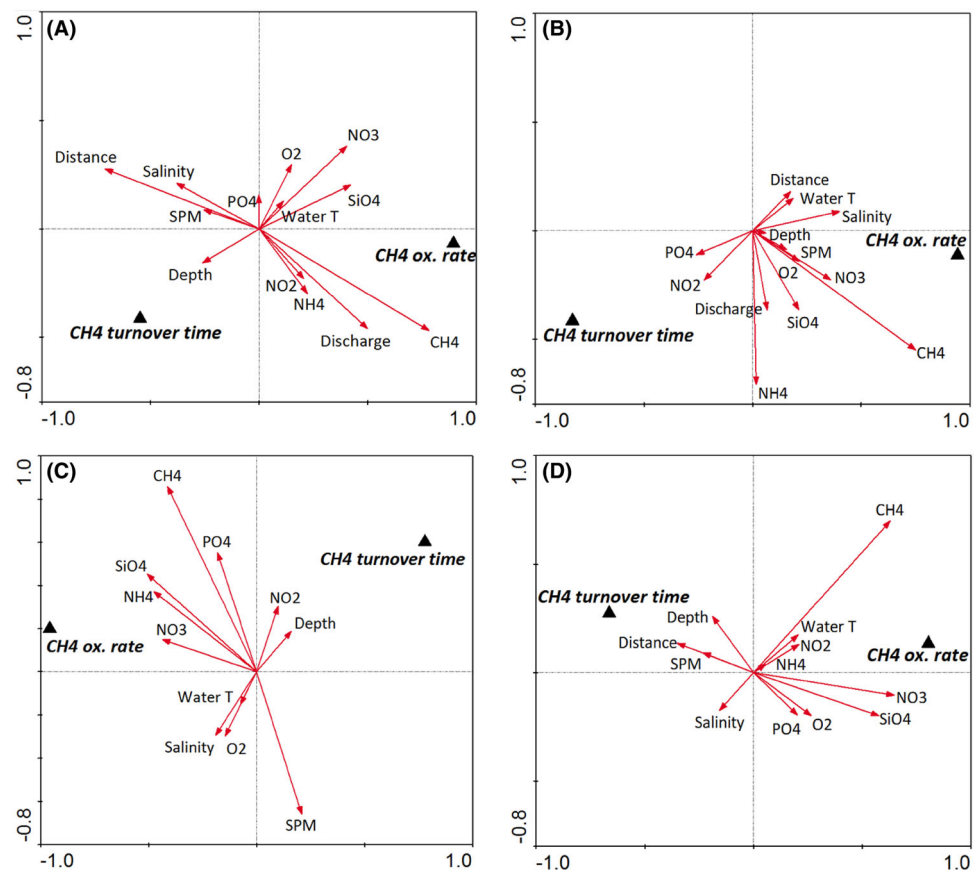 (A)
1.0
NO3
O2
Distance
Salinity
SiO4
PO4
SPM
Water T
CH4 ox. rate
Depth
NO2
NH4
CH4 turnover time
Discharge
CH4
-0.8
-1.0
1.0
(B)
1.0
Distance
Water T
Salinity
Depth
CH4 ox. rate
PO4
SPM
O2
NO2
NO3
Discharge
SiO4
CH4 turnover time
CH4
NH4
-0.8
-1.0
1.0
(C)
1.0
CH4
PO4
CH4 turnover time
SiO4
NH4
NO2
Depth
NO3
CH4 ox. rate
Water T
Salinity
O2
SPM
-0.8
-1.0
1.0
(D)
1.0
CH4
CH4 turnover time
Depth
Water T
Distance
NO2
CH4 ox. rate
SPM
NH4
NO3
Salinity
SiO4
PO4
O2
-0.8
-1.0
1.0